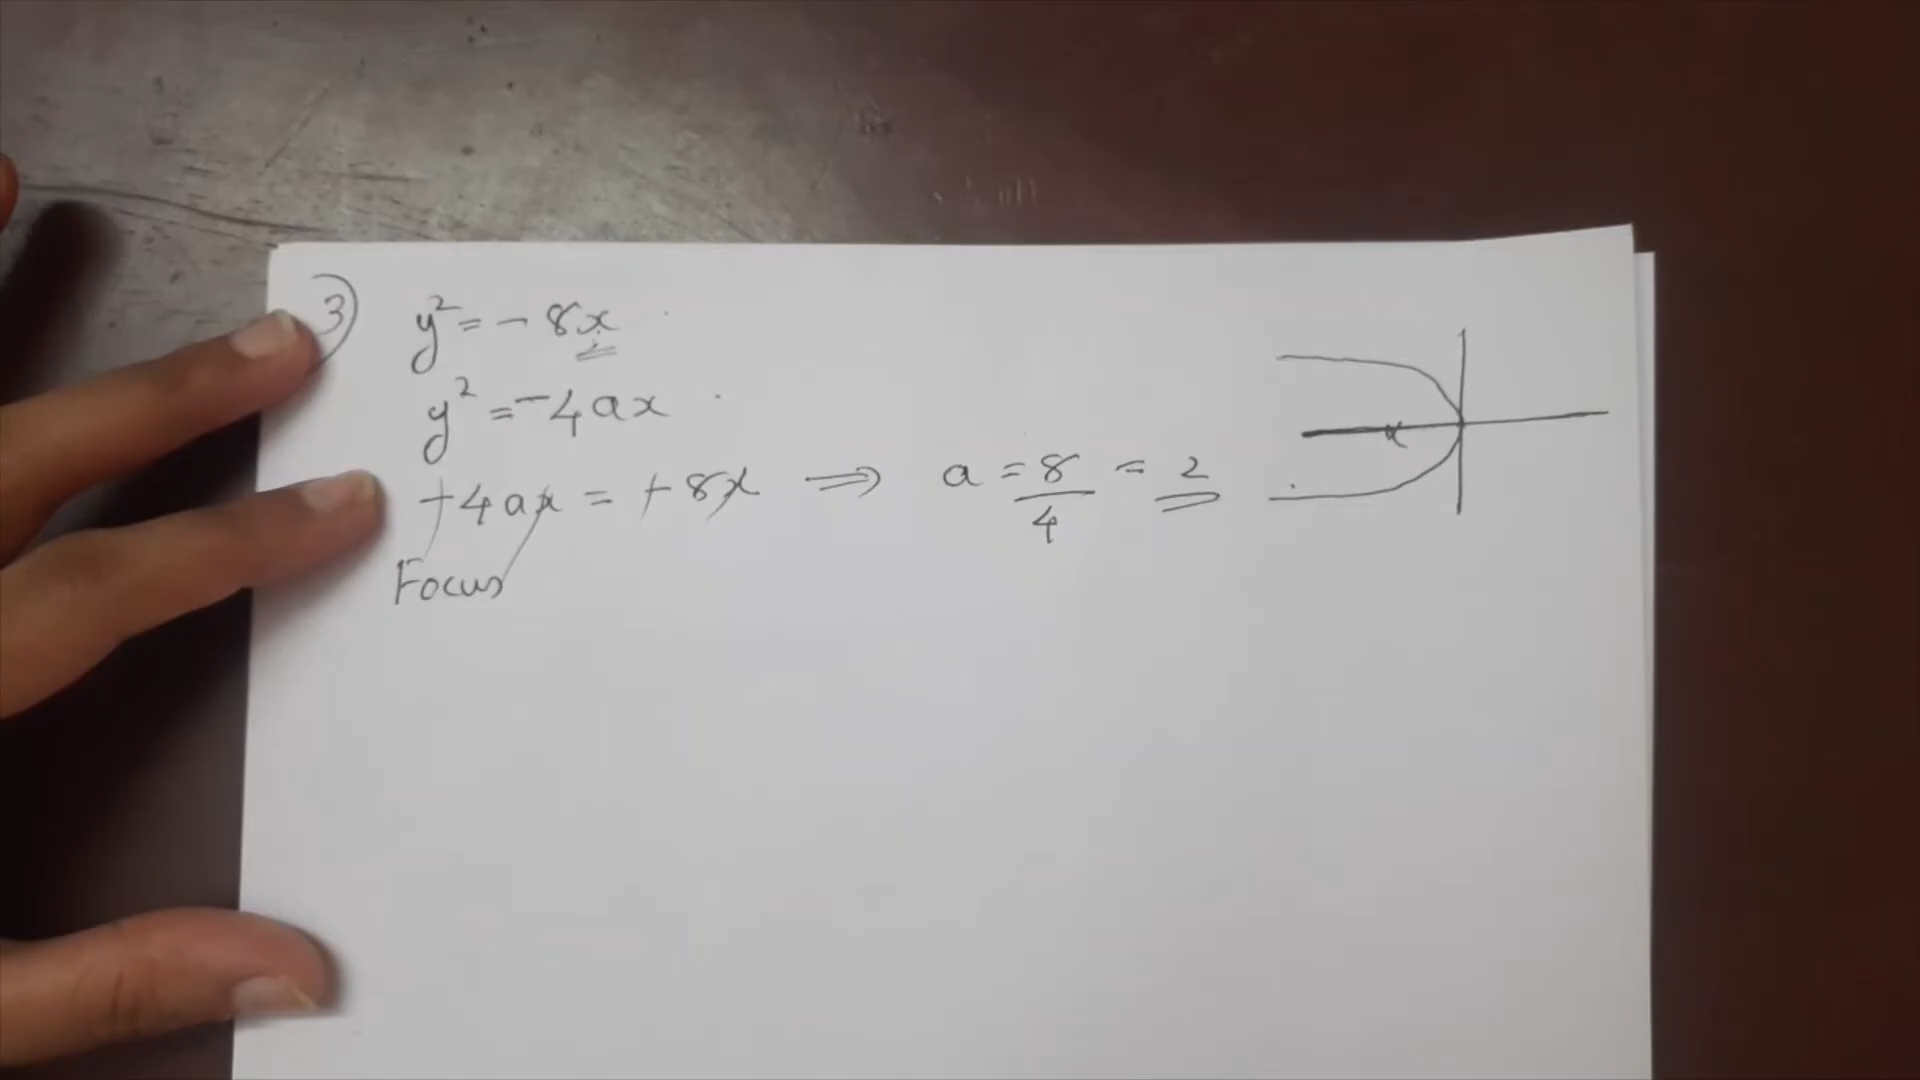 3
y² = - 8x
y² = - 4ax
-4ax = -8x ⟹ a = 8/4 = 2
Focus